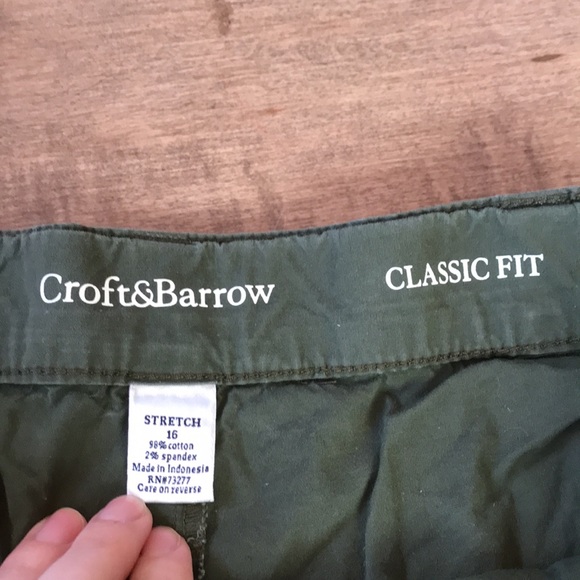 Croft&Barrow
CLASSIC FIT
STRETCH
16
98% cotton
2% spandex
Made in Indonesia
RN#73277
Care on reverse